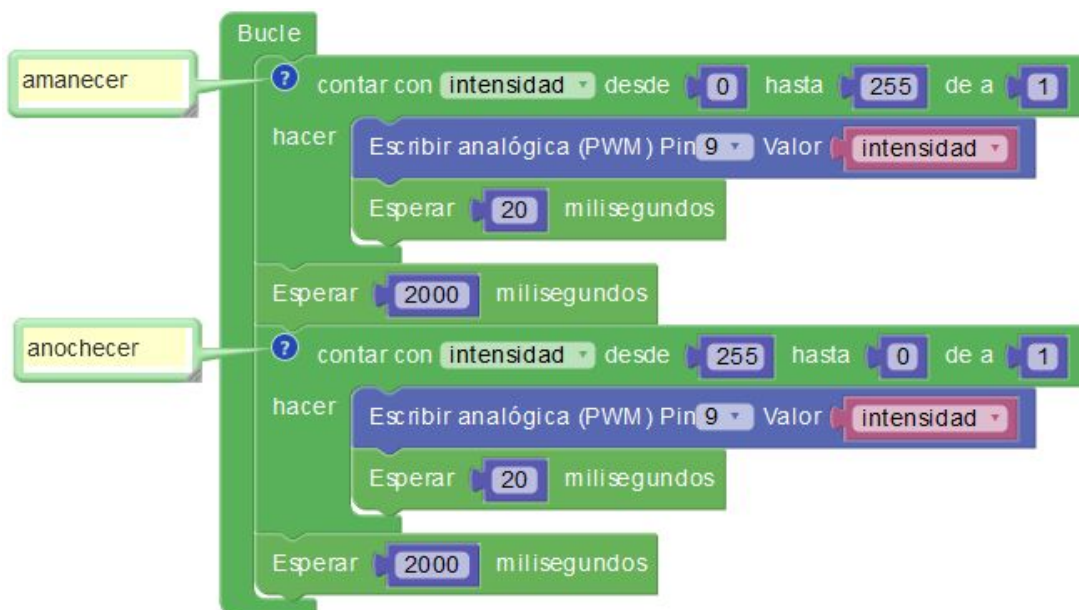 Bucle
amanecer
? contar con intensidad desde 0 hasta 255 de a 1
hacer
Escribir analógica (PWM) Pin 9 Valor intensidad
Esperar 20 milisegundos
Esperar 2000 milisegundos
anochecer
? contar con intensidad desde 255 hasta 0 de a 1
hacer
Escribir analógica (PWM) Pin 9 Valor intensidad
Esperar 20 milisegundos
Esperar 2000 milisegundos